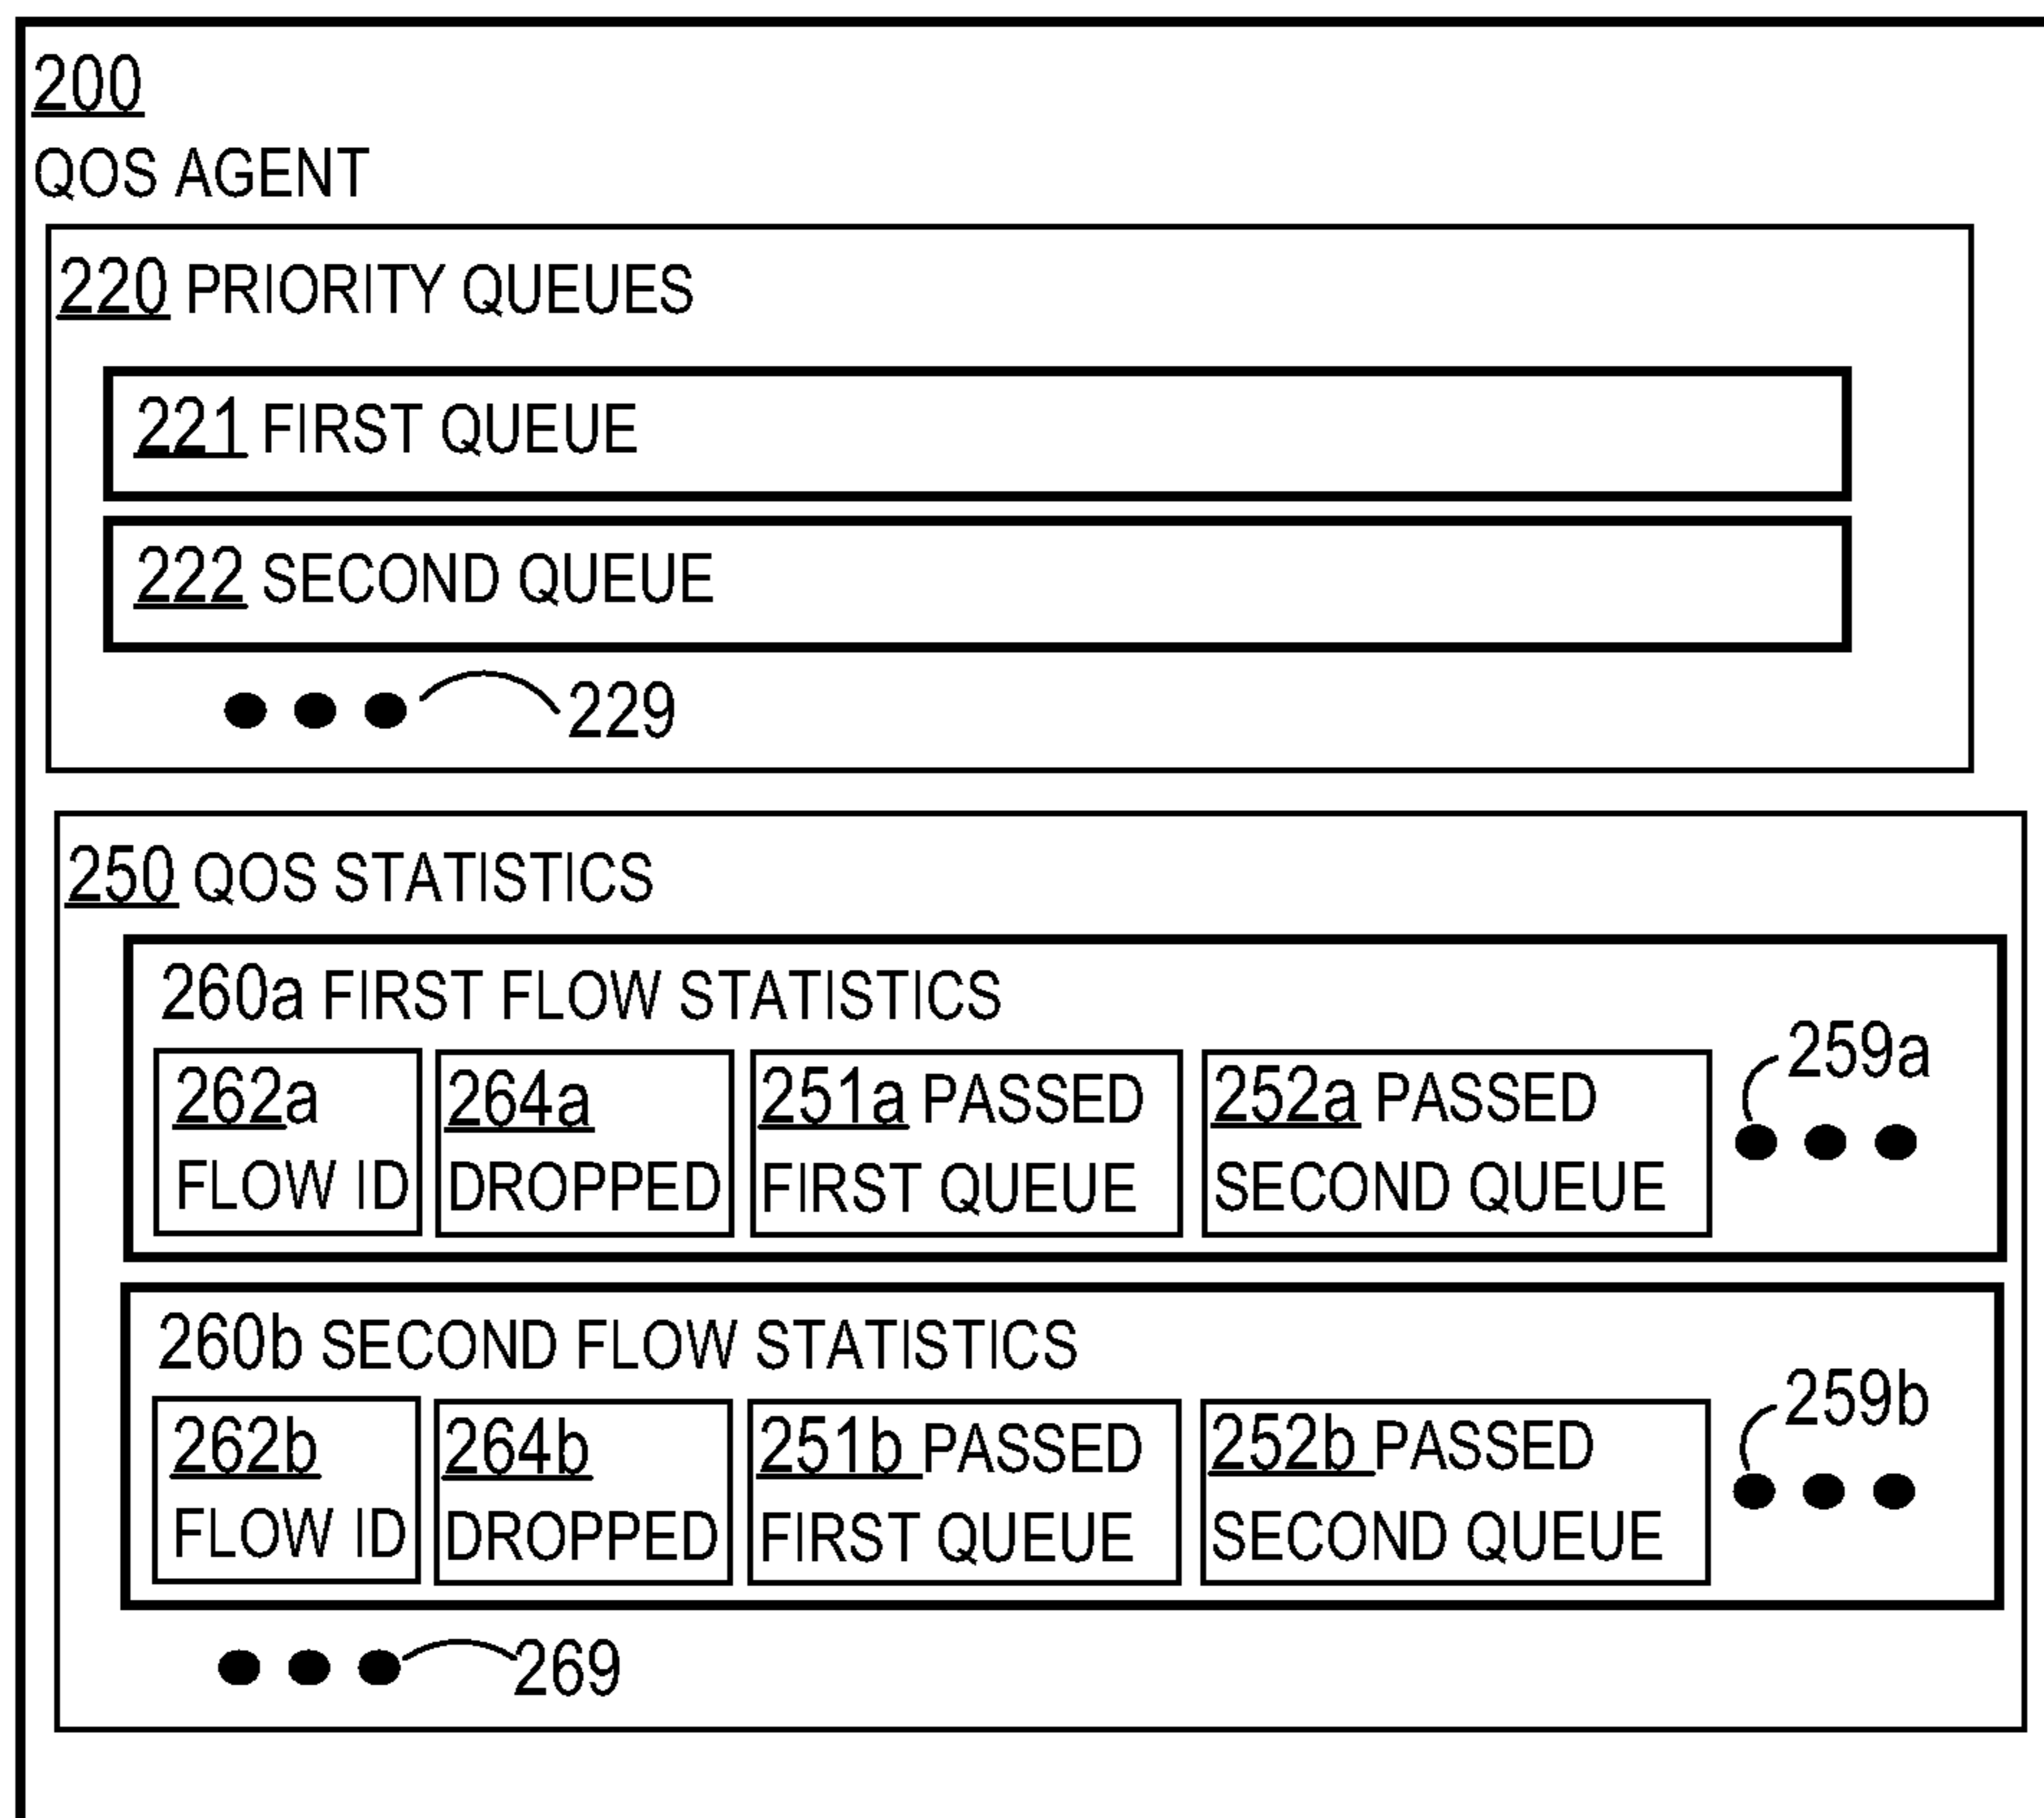 200
QOS AGENT
220 PRIORITY QUEUES
221 FIRST QUEUE
222 SECOND QUEUE
229
250 QOS STATISTICS
260a FIRST FLOW STATISTICS
259a
262a
FLOW ID
264a
DROPPED
251a PASSED
FIRST QUEUE
252a PASSED
SECOND QUEUE
260b SECOND FLOW STATISTICS
259b
262b
FLOW ID
264b
DROPPED
251b PASSED
FIRST QUEUE
252b PASSED
SECOND QUEUE
269